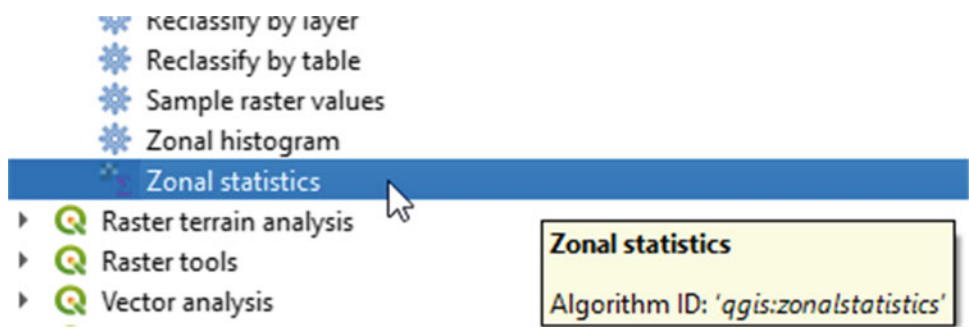 Reclassify by layer
Reclassify by table
Sample raster values
Zonal histogram
Zonal statistics
Raster terrain analysis
Raster tools
Vector analysis
Zonal statistics
Algorithm ID: 'qgis:zonalstatistics'